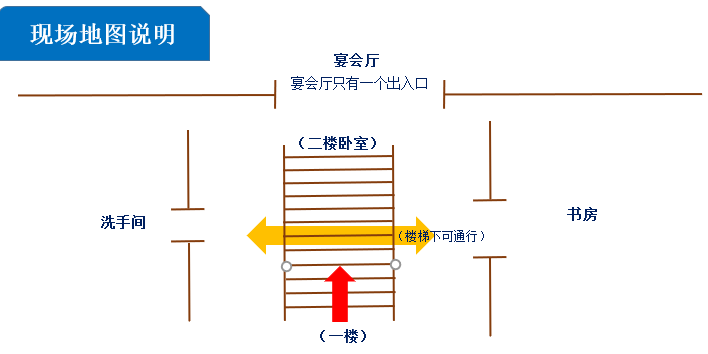 现场地图说明
宴会厅
宴会厅只有一个出入口
（二楼卧室）
洗手间
书房
（楼梯下可通行）
（一楼）